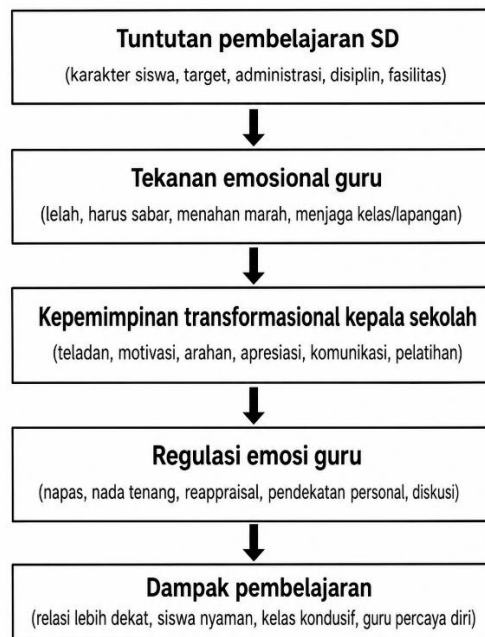 Tuntutan pembelajaran SD
(karakter siswa, target, administrasi, disiplin, fasilitas)
Tekanan emosional guru
(lelah, harus sabar, menahan marah, menjaga kelas/lapangan)
Kepemimpinan transformasional kepala sekolah
(teladan, motivasi, arahan, apresiasi, komunikasi, pelatihan)
Regulasi emosi guru
(napas, nada tenang, reappraisal, pendekatan personal, diskusi)
Dampak pembelajaran
(relasi lebih dekat, siswa nyaman, kelas kondusif, guru percaya diri)